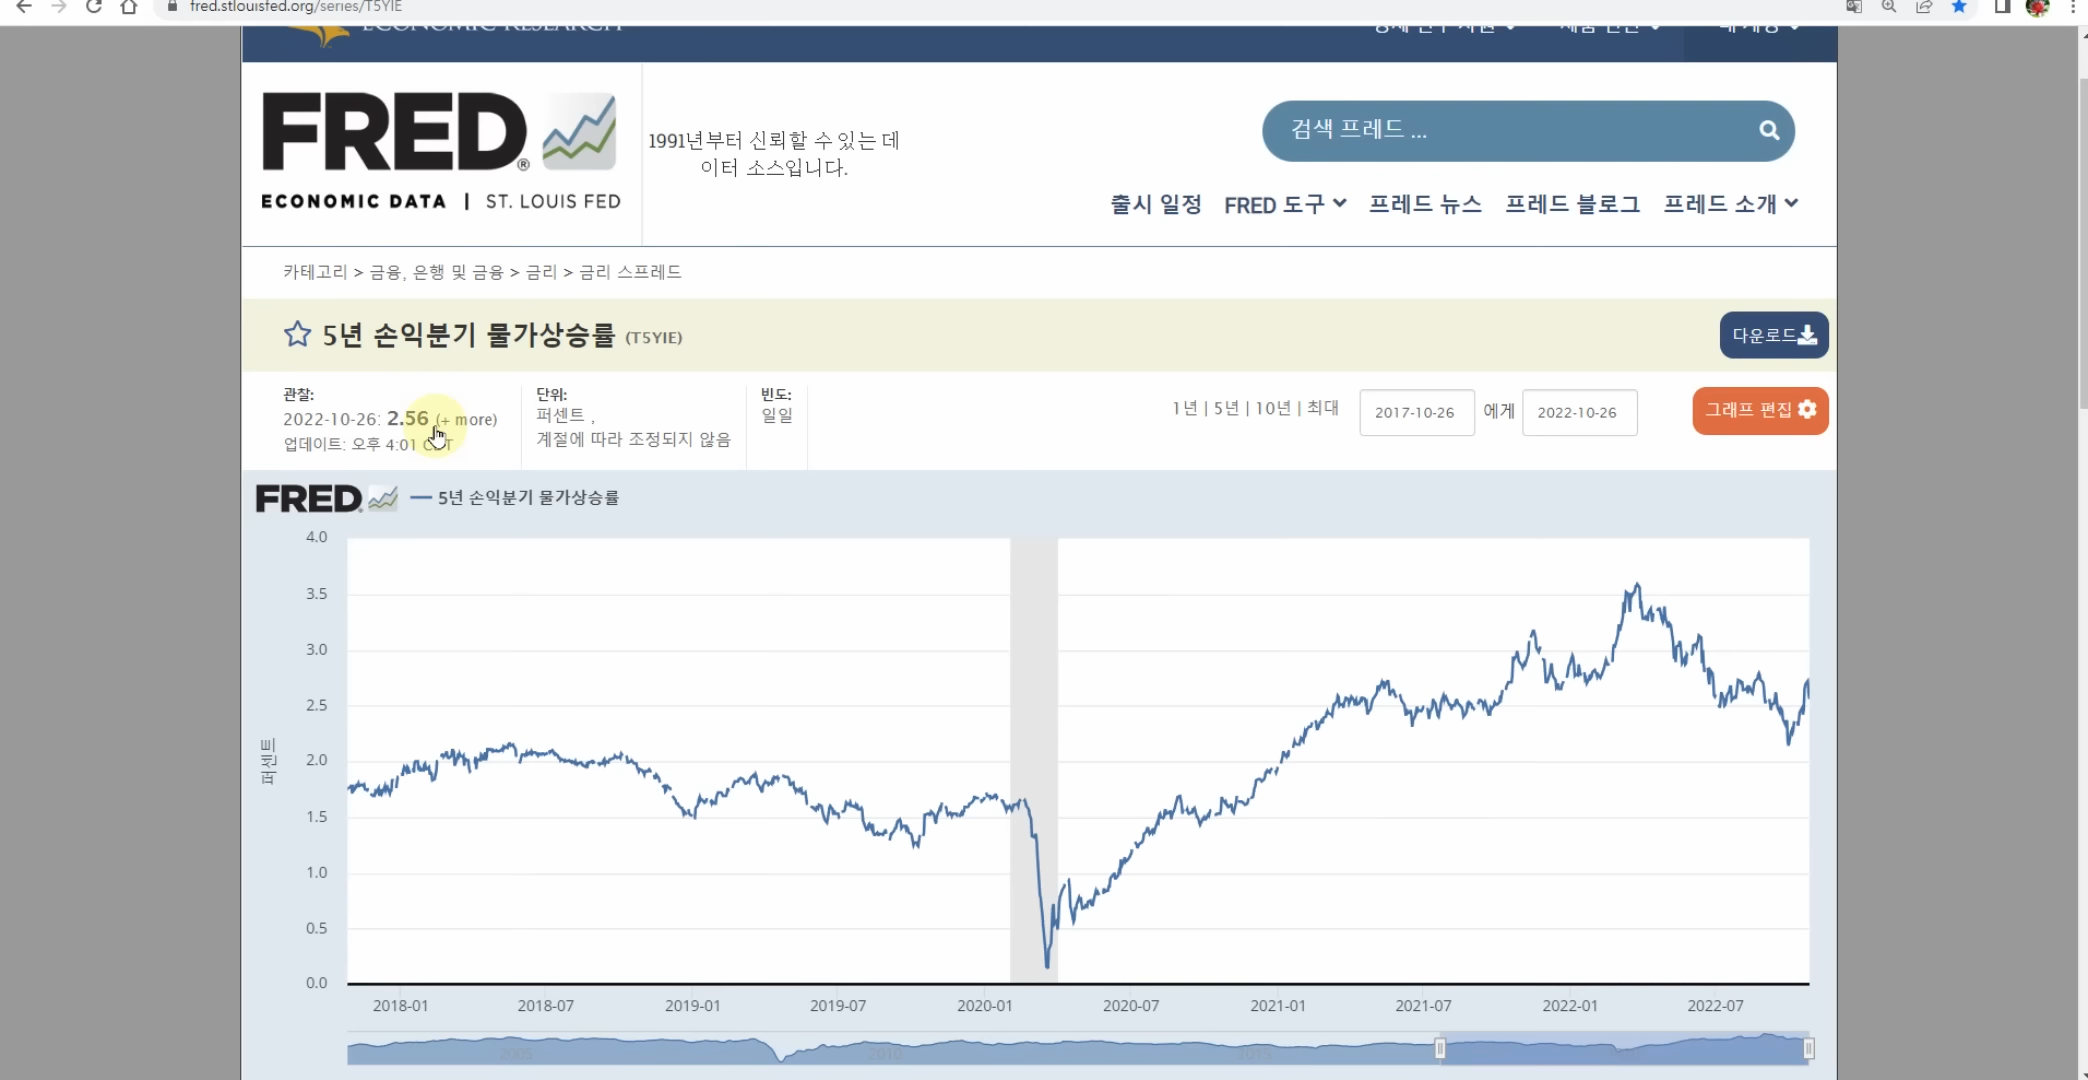 fred.stlouisfed.org/series/T5YIE
ECONOMIC RESEARCH
FRED®
ECONOMIC DATA | ST. LOUIS FED
1991년부터 신뢰할 수 있는 데
이터 소스입니다.
검색 프레드 ...
출시 일정 FRED 도구 프레드 뉴스 프레드 블로그 프레드 소개
카테고리 > 금융, 은행 및 금융 > 금리 > 금리 스프레드
5년 손익분기 물가상승률 (T5YIE)
다운로드
관찰:
2022-10-26: 2.56 (+ more)
업데이트: 오후 4:01 CDT
단위:
퍼센트 ,
계절에 따라 조정되지 않음
빈도:
일일
1년 | 5년 | 10년 | 최대
2017-10-26 에게 2022-10-26
그래프 편집
FRED
5년 손익분기 물가상승률
4.0
3.5
3.0
2.5
2.0
1.5
1.0
0.5
0.0
퍼센트
2018-01 2018-07 2019-01 2019-07 2020-01 2020-07 2021-01 2021-07 2022-01 2022-07
2005 2010 2015